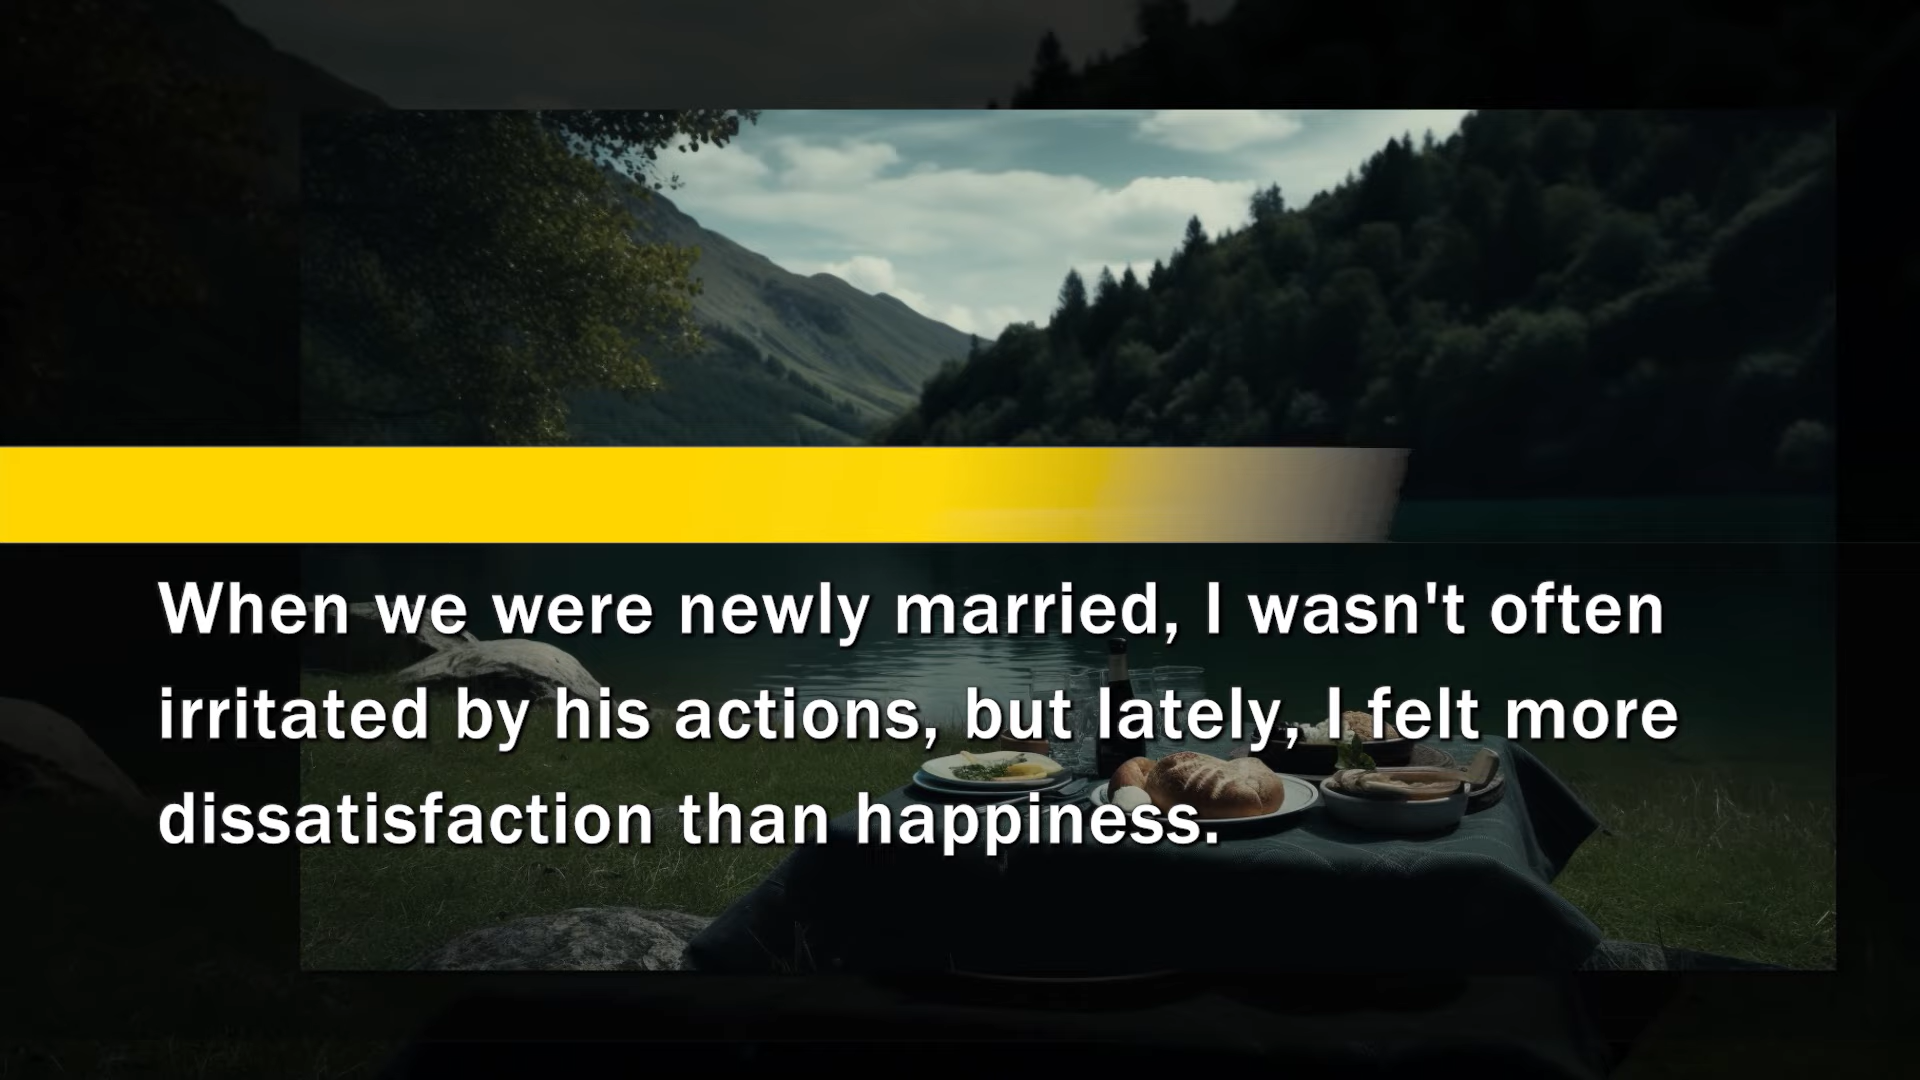 When we were newly married, I wasn't often
irritated by his actions, but lately, I felt more
dissatisfaction than happiness.